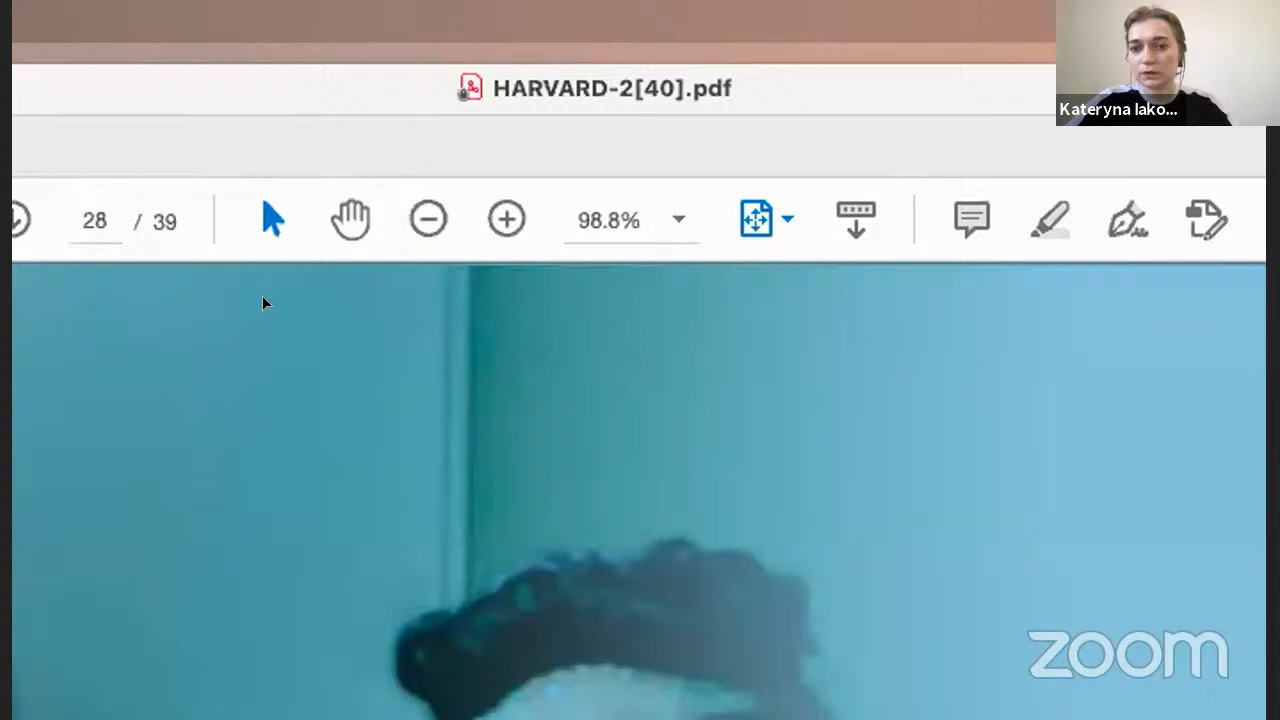 HARVARD-2[40].pdf
Kateryna Iako...
28 / 39
98.8%
zoom